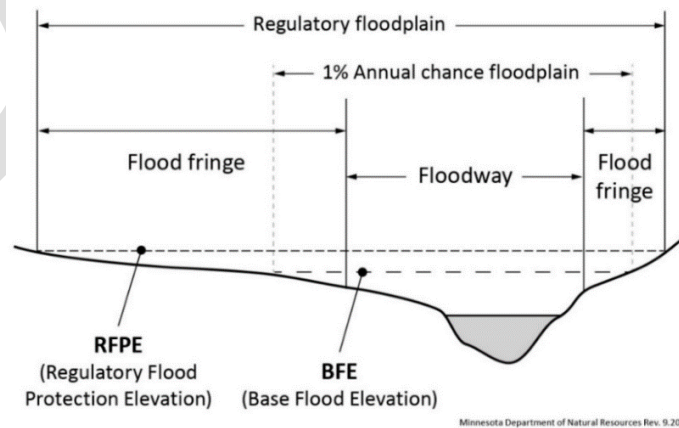 Regulatory floodplain
1% Annual chance floodplain
Flood fringe
Floodway
Flood
fringe
RFPE
(Regulatory Flood
Protection Elevation)
BFE
(Base Flood Elevation)
Minnesota Department of Natural Resources Rev. 9.20